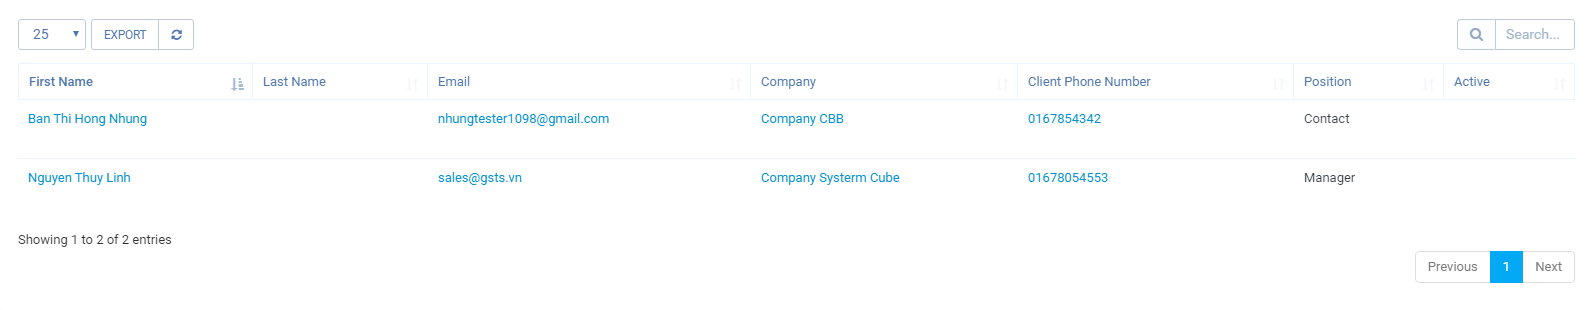 25 EXPORT Search...
First Name Last Name Email Company Client Phone Number Position Active
Ban Thi Hong Nhung nhungtester1098@gmail.com Company CBB 0167854342 Contact
Nguyen Thuy Linh sales@gsts.vn Company Systerm Cube 01678054553 Manager
Showing 1 to 2 of 2 entries
Previous 1 Next